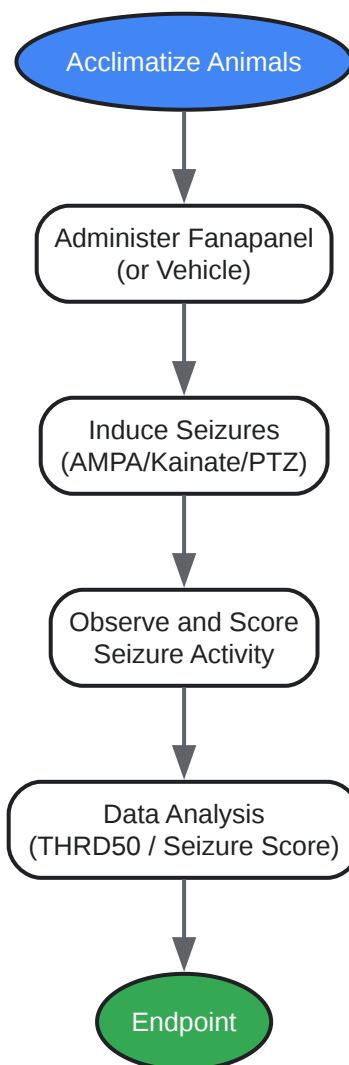 Acclimatize Animals
Administer Fanapanel
(or Vehicle)
Induce Seizures
(AMPA/Kainate/PTZ)
Observe and Score
Seizure Activity
Data Analysis
(THRD50 / Seizure Score)
Endpoint